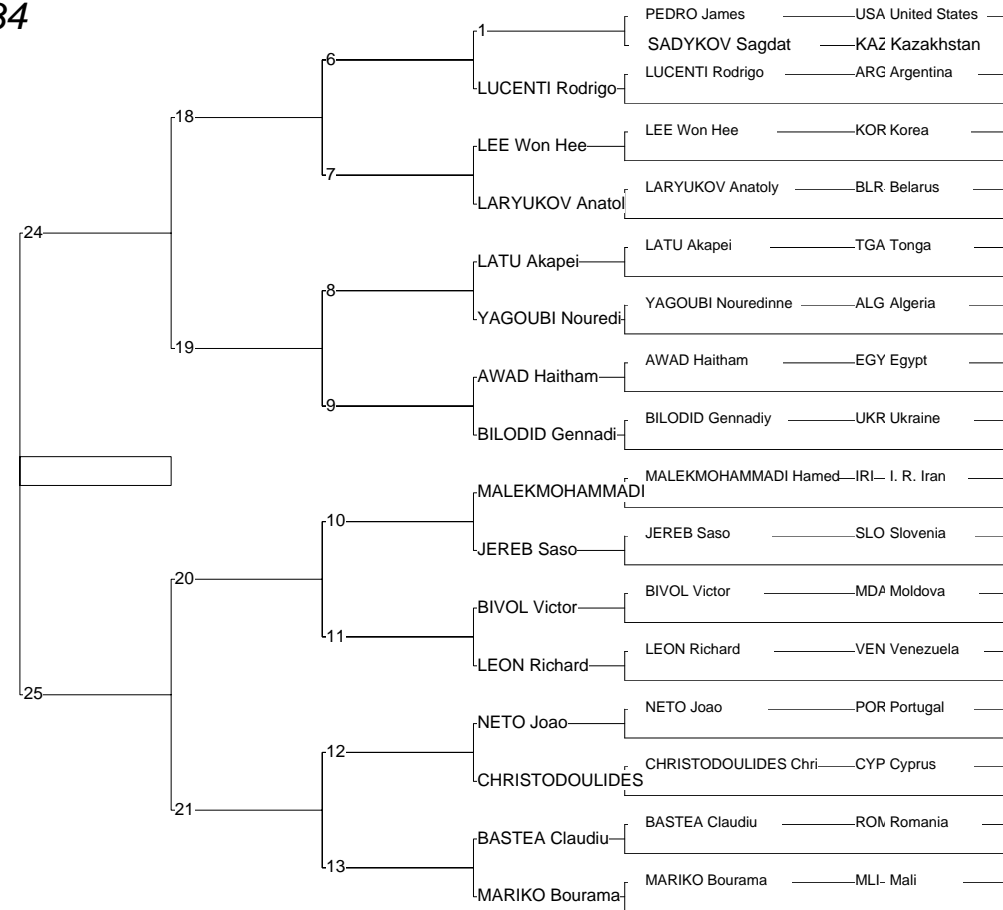 84
PEDRO James USA United States
1
SADYKOV Sagdat KAZ Kazakhstan
6
LUCENTI Rodrigo LUCENTI Rodrigo ARG Argentina
18
LEE Won Hee KOR Korea
LEE Won Hee
7
LARYUKOV Anatoly BLR Belarus
LARYUKOV Anatol
24
LATU Akapei TGA Tonga
LATU Akapei
8
YAGOUBI Nouredinne ALG Algeria
YAGOUBI Nouredi
19
AWAD Haitham EGY Egypt
AWAD Haitham
9
BILODID Gennadiy UKR Ukraine
BILODID Gennadi
MALEKMOHAMMADI Hamed IRI I. R. Iran
MALEKMOHAMMADI
10
JEREB Saso SLO Slovenia
JEREB Saso
20
BIVOL Victor MDA Moldova
BIVOL Victor
11
LEON Richard VEN Venezuela
LEON Richard
25
NETO Joao POR Portugal
NETO Joao
12
CHRISTODOULIDES Chri CYP Cyprus
CHRISTODOULIDES
21
BASTEA Claudiu ROM Romania
BASTEA Claudiu
13
MARIKO Bourama MLI Mali
MARIKO Bourama